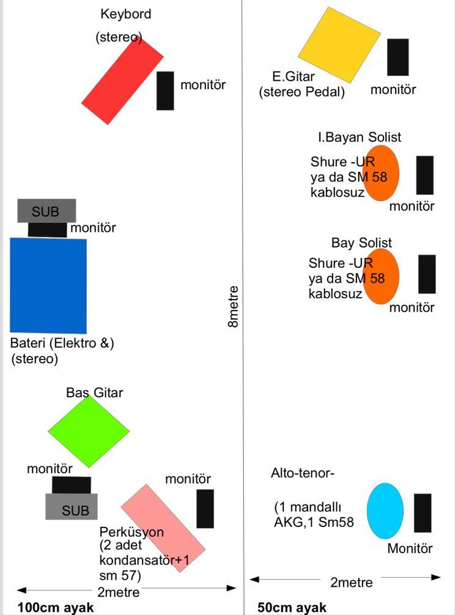 Keybord
(stereo)
monitör
SUB
monitör
Bateri (Elektro &)
(stereo)
Bas Gitar
monitör
SUB
monitör
Perküsyon
(2 adet
kondansatör+1
sm 57)
2metre
100cm ayak
8metre
E.Gitar
(stereo Pedal)
monitör
I.Bayan Solist
Shure -UR
ya da SM 58
kablosuz
monitör
Bay Solist
Shure -UR
ya da SM 58
kablosuz
monitör
Alto-tenor-
(1 mandallı
AKG,1 Sm58
Monitör
2metre
50cm ayak